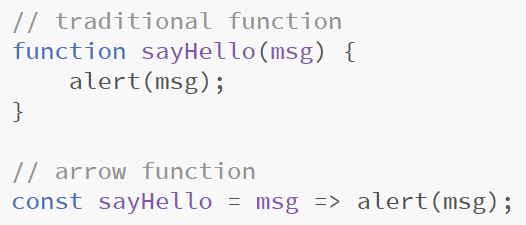 // traditional function
function sayHello(msg) {
    alert(msg);
}

// arrow function
const sayHello = msg => alert(msg);